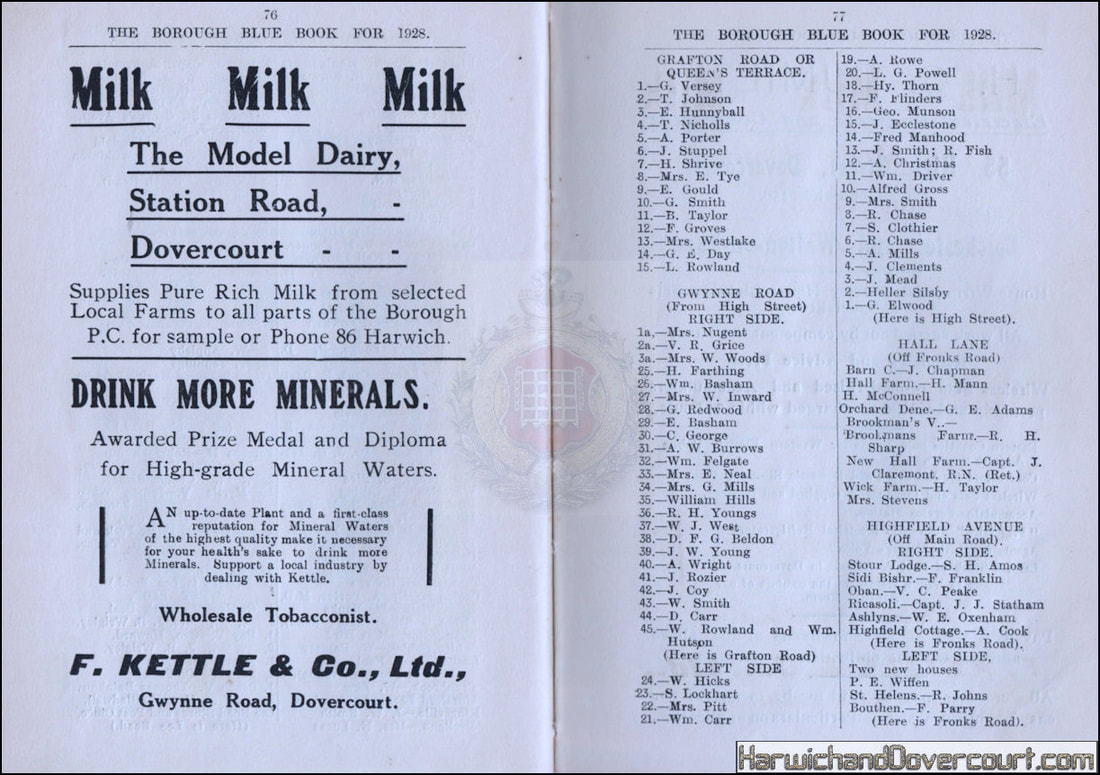 76
THE BOROUGH BLUE BOOK FOR 1928.
Milk Milk Milk
The Model Dairy,
Station Road, -
Dovercourt - -
Supplies Pure Rich Milk from selected
Local Farms to all parts of the Borough
P.C. for sample or Phone 86 Harwich.
DRINK MORE MINERALS.
Awarded Prize Medal and Diploma
for High-grade Mineral Waters.
AN up-to-date Plant and a first-class
reputation for Mineral Waters
of the highest quality make it necessary
for your health's sake to drink more
Minerals. Support a local industry by
dealing with Kettle.
Wholesale Tobacconist.
F. KETTLE & Co., Ltd.,
Gwynne Road, Dovercourt.
77
THE BOROUGH BLUE BOOK FOR 1928.
GRAFTON ROAD OR
QUEEN'S TERRACE.
1.—G. Versey
2.—T. Johnson
3.—E. Hunnyball
4.—T. Nicholls
5.—A. Porter
6.—J. Stuppel
7.—H. Shrive
8.—Mrs. E. Tye
9.—E. Gould
10.—G. Smith
11.—B. Taylor
12.—F. Groves
13.—Mrs. Westlake
14.—G. E. Day
15.—L. Rowland
GWYNNE ROAD
(From High Street)
RIGHT SIDE.
1a,—Mrs. Nugent
2a.—V. R. Grice
3a.—Mrs. W. Woods
25.—H. Farthing
26.—Wm. Basham
27.—Mrs. W. Inward
28.—G. Redwood
29.—E. Basham
30.—C. George
31.—A. W. Burrows
32.—Wm. Felgate
33.—Mrs. E. Neal
34.—Mrs. G. Mills
35.—William Hills
36.—R. H. Youngs
37.—W. J. West
38.—D. F. G. Beldon
39.—J. W. Young
40.—A. Wright
41.—J. Rozier
42.—J. Coy
43.—W. Smith
44.—D. Carr
45.—W. Rowland and Wm.
Hutson
(Here is Grafton Road)
LEFT SIDE
24.—W. Hicks
23.—S. Lockhart
22.—Mrs. Pitt
21.—Wm. Carr
19.—A. Rowe
20.—L. G. Powell
18.—Hy. Thorn
17.—F. Flinders
16.—Geo. Munson
15.—J. Ecclestone
14.—Fred Manhood
13.—J. Smith; R. Fish
12.—A. Christmas
11.—Wm. Driver
10.—Alfred Gross
9.—Mrs. Smith
8.—R. Chase
7.—S. Clothier
6.—R. Chase
5.—A. Mills
4.—J. Clements
3.—J. Mead
2.—Heller Silsby
1.—G. Elwood
(Here is High Street).
HALL LANE
(Off Fronks Road)
Barn C.—J. Chapman
Hall Farm.—H. Mann
H. McConnell
Orchard Dene.—G. E. Adams
Brookman's V..—
Brookmans Farm.—R. H.
Sharp
New Hall Farm.—Capt. J.
Claremont, R.N. (Ret.)
Wick Farm.—H. Taylor
Mrs. Stevens
HIGHFIELD AVENUE
(Off Main Road).
RIGHT SIDE.
Stour Lodge.—S. H. Amos
Sidi Bishr.—F. Franklin
Oban.—V. C. Peake
Ricasoli.—Capt. J. J. Statham
Ashlyns.—W. E. Oxenham
Highfield Cottage.—A. Cook
(Here is Fronks Road).
LEFT SIDE.
Two new houses
P. E. Wiffen
St. Helens.—R. Johns
Bouthen.—F. Parry
(Here is Fronks Road).
HarwichandDovercourt.com